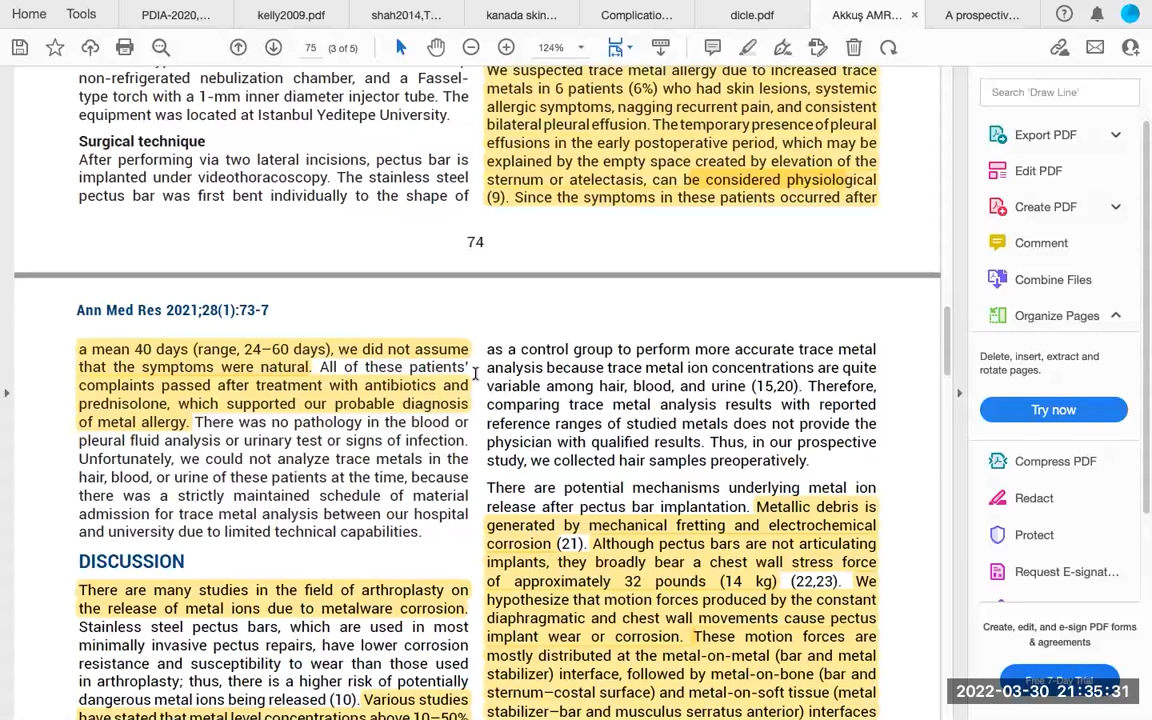 Home
Tools
PDIA-2020,...
kelly2009.pdf
shah2014,T...
kanada skin...
Complicatio...
dicle.pdf
Akkuş AMR...
A prospectiv...
75
(3 of 5)
124%
non-refrigerated nebulization chamber, and a Fassel-
type torch with a 1-mm inner diameter injector tube. The
equipment was located at Istanbul Yeditepe University.
Surgical technique
After performing via two lateral incisions, pectus bar is
implanted under videothoracoscopy. The stainless steel
pectus bar was first bent individually to the shape of
We suspected trace metal allergy due to increased trace
metals in 6 patients (6%) who had skin lesions, systemic
allergic symptoms, nagging recurrent pain, and consistent
bilateral pleural effusion. The temporary presence of pleural
effusions in the early postoperative period, which may be
explained by the empty space created by elevation of the
sternum or atelectasis, can be considered physiological
(9). Since the symptoms in these patients occurred after
74
Ann Med Res 2021;28(1):73-7
a mean 40 days (range, 24–60 days), we did not assume
that the symptoms were natural. All of these patients’
complaints passed after treatment with antibiotics and
prednisolone, which supported our probable diagnosis
of metal allergy. There was no pathology in the blood or
pleural fluid analysis or urinary test or signs of infection.
Unfortunately, we could not analyze trace metals in the
hair, blood, or urine of these patients at the time, because
there was a strictly maintained schedule of material
admission for trace metal analysis between our hospital
and university due to limited technical capabilities.
DISCUSSION
There are many studies in the field of arthroplasty on
the release of metal ions due to metalware corrosion.
Stainless steel pectus bars, which are used in most
minimally invasive pectus repairs, have lower corrosion
resistance and susceptibility to wear than those used
in arthroplasty; thus, there is a higher risk of potentially
dangerous metal ions being released (10). Various studies
have stated that metal level concentrations above 10–50%
as a control group to perform more accurate trace metal
analysis because trace metal ion concentrations are quite
variable among hair, blood, and urine (15,20). Therefore,
comparing trace metal analysis results with reported
reference ranges of studied metals does not provide the
physician with qualified results. Thus, in our prospective
study, we collected hair samples preoperatively.
There are potential mechanisms underlying metal ion
release after pectus bar implantation. Metallic debris is
generated by mechanical fretting and electrochemical
corrosion (21). Although pectus bars are not articulating
implants, they broadly bear a chest wall stress force
of approximately 32 pounds (14 kg) (22,23). We
hypothesize that motion forces produced by the constant
diaphragmatic and chest wall movements cause pectus
implant wear or corrosion. These motion forces are
mostly distributed at the metal-on-metal (bar and metal
stabilizer) interface, followed by metal-on-bone (bar and
sternum–costal surface) and metal-on-soft tissue (metal
stabilizer–bar and musculus serratus anterior) interfaces
Search 'Draw Line'
Export PDF
Edit PDF
Create PDF
Comment
Combine Files
Organize Pages
Delete, insert, extract and
rotate pages.
Try now
Compress PDF
Redact
Protect
Request E-signat...
Create, edit, and e-sign PDF forms
& agreements
Free 7-Day Trial
2022-03-30 21:35:31